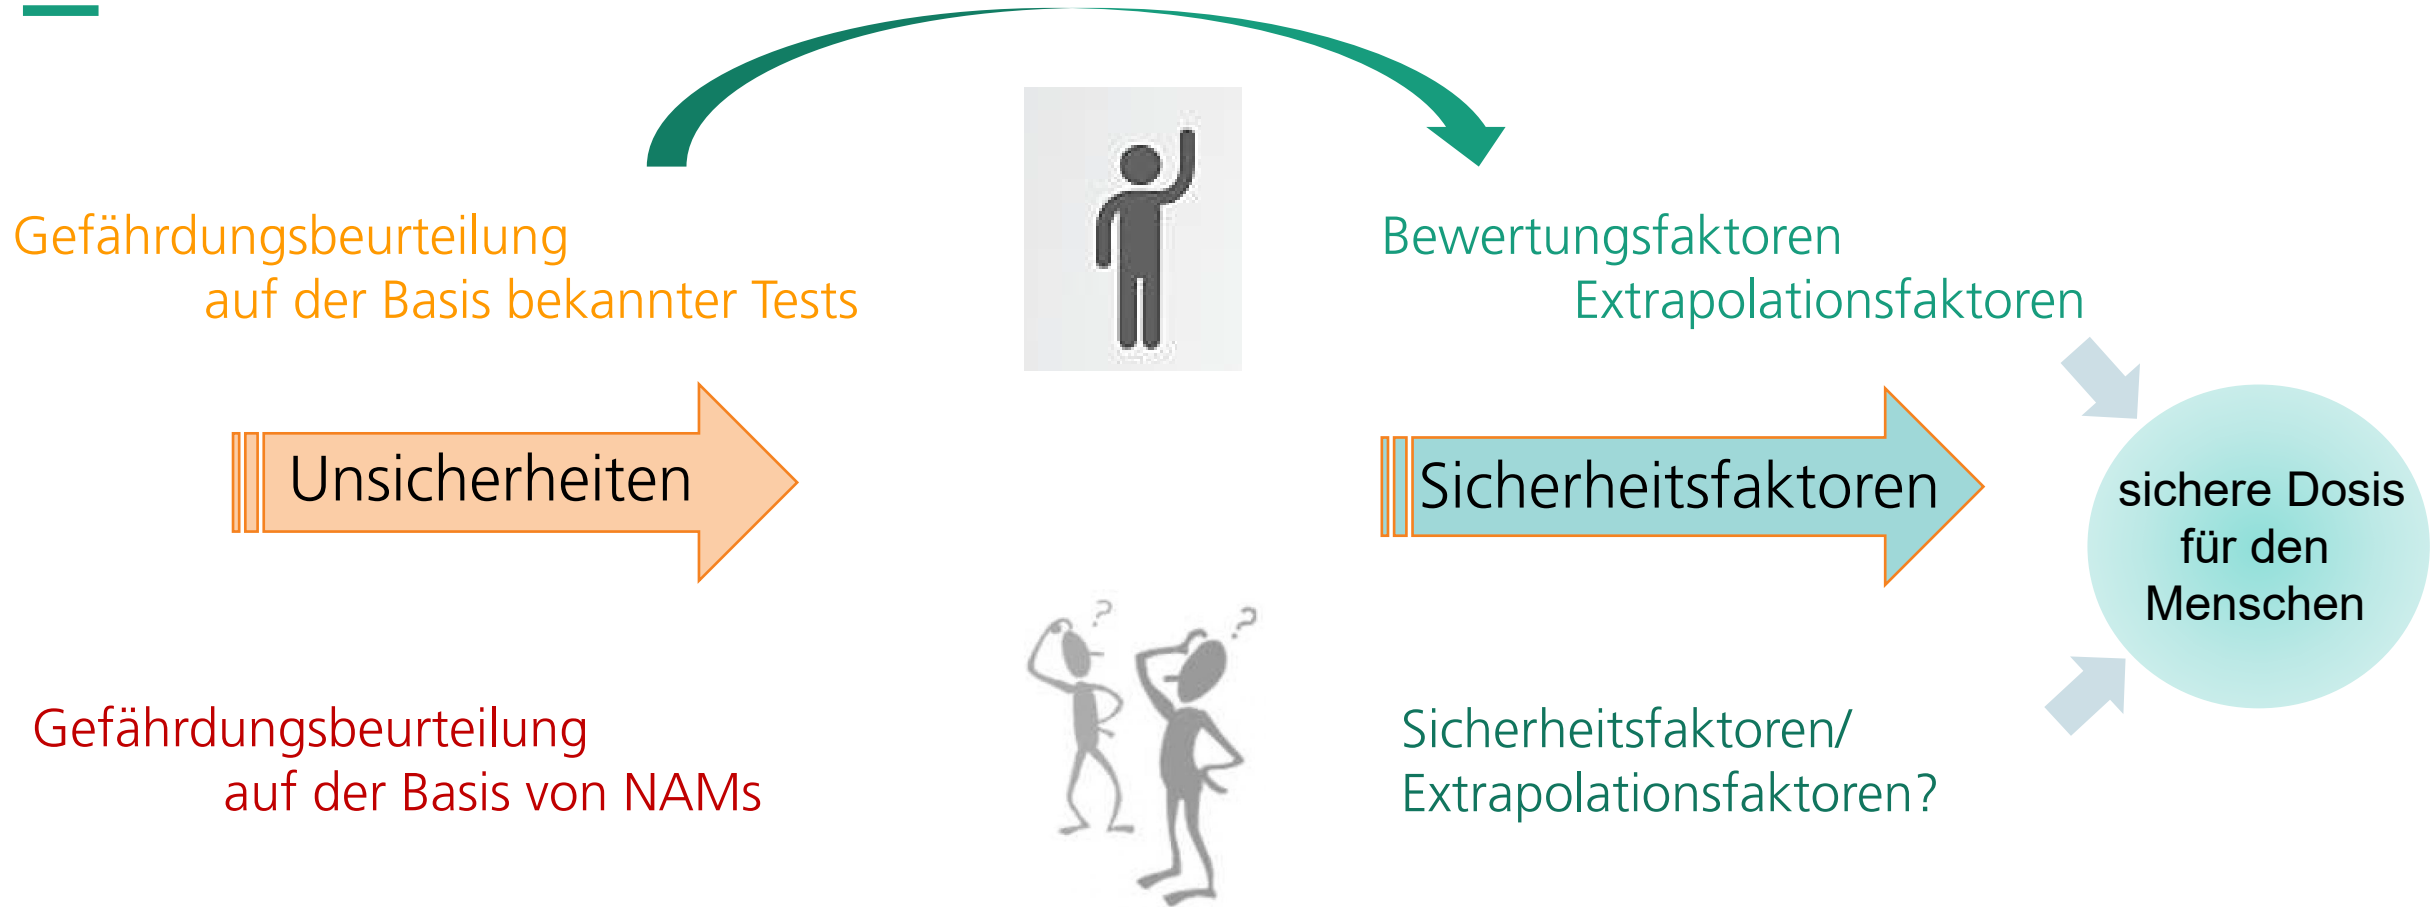 Gefährdungsbeurteilung
auf der Basis bekannter Tests
Bewertungsfaktoren
Extrapolationsfaktoren
Unsicherheiten
Sicherheitsfaktoren
sichere Dosis
für den
Menschen
? ?
Gefährdungsbeurteilung
auf der Basis von NAMs
Sicherheitsfaktoren/
Extrapolationsfaktoren?